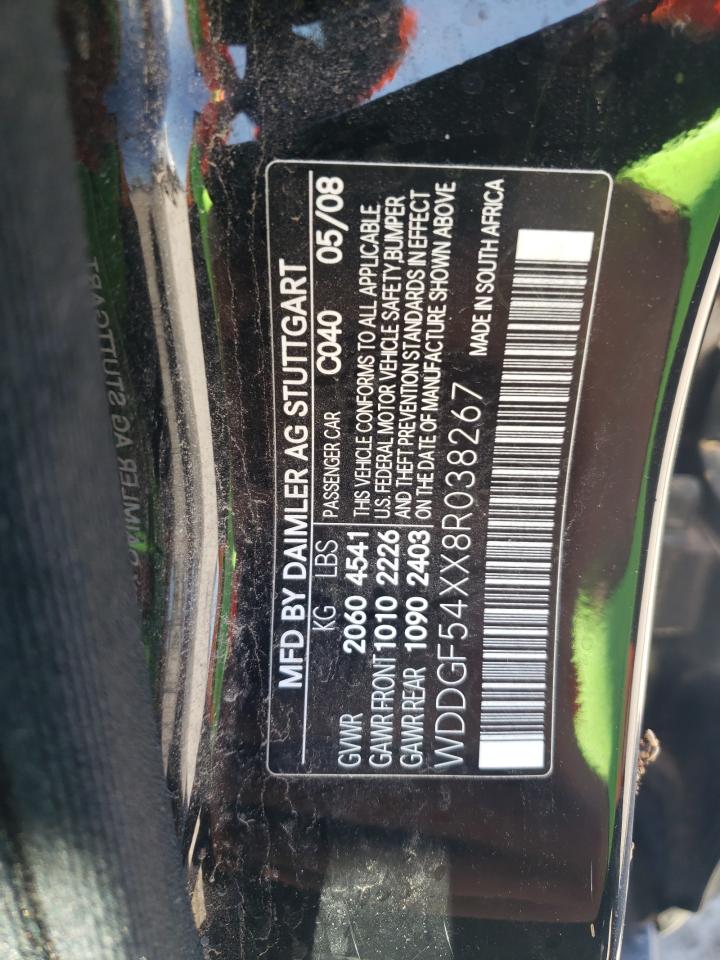 MFD BY DAIMLER AG STUTTGART
KG LBS PASSENGER CAR C040 05/08
GVWR 2060 4541 THIS VEHICLE CONFORMS TO ALL APPLICABLE
GAWR FRONT 1010 2226 U.S. FEDERAL MOTOR VEHICLE SAFETY, BUMPER
GAWR REAR 1090 2403 AND THEFT PREVENTION STANDARDS IN EFFECT
ON THE DATE OF MANUFACTURE SHOWN ABOVE
WDDGF54XX8R038267 MADE IN SOUTH AFRICA